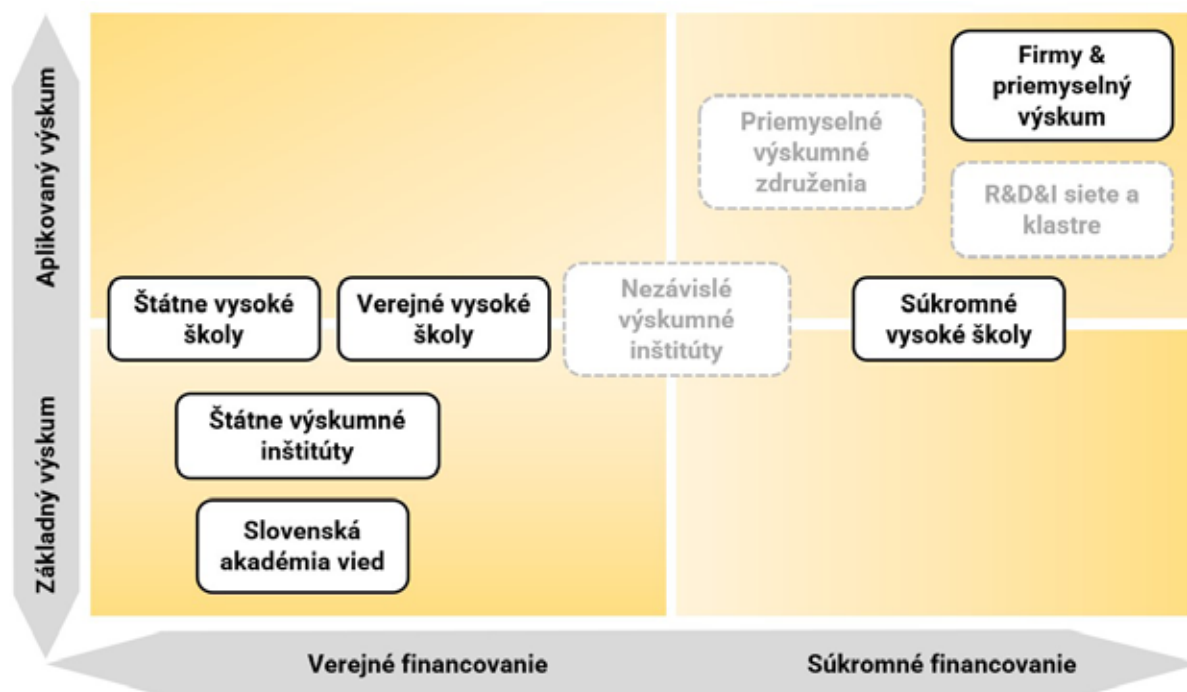 Aplikovaný výskum
Základný výskum
Firmy &
priemyselný
výskum
Priemyselné
výskumné
združenia
R&D&I siete a
klastre
Štátne vysoké
školy
Verejné vysoké
školy
Nezávislé
výskumné
inštitúty
Súkromné
vysoké školy
Štátne výskumné
inštitúty
Slovenská
akadémia vied
Verejné financovanie
Súkromné financovanie